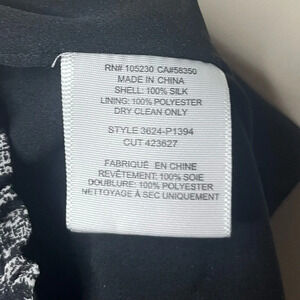 RN# 105230 CA#58350
MADE IN CHINA
SHELL: 100% SILK
LINING: 100% POLYESTER
DRY CLEAN ONLY
STYLE 3624-P1394
CUT 423627
FABRIQUÉ EN CHINE
REVÊTEMENT: 100% SOIE
DOUBLURE: 100% POLYESTER
NETTOYAGE À SEC UNIQUEMENT